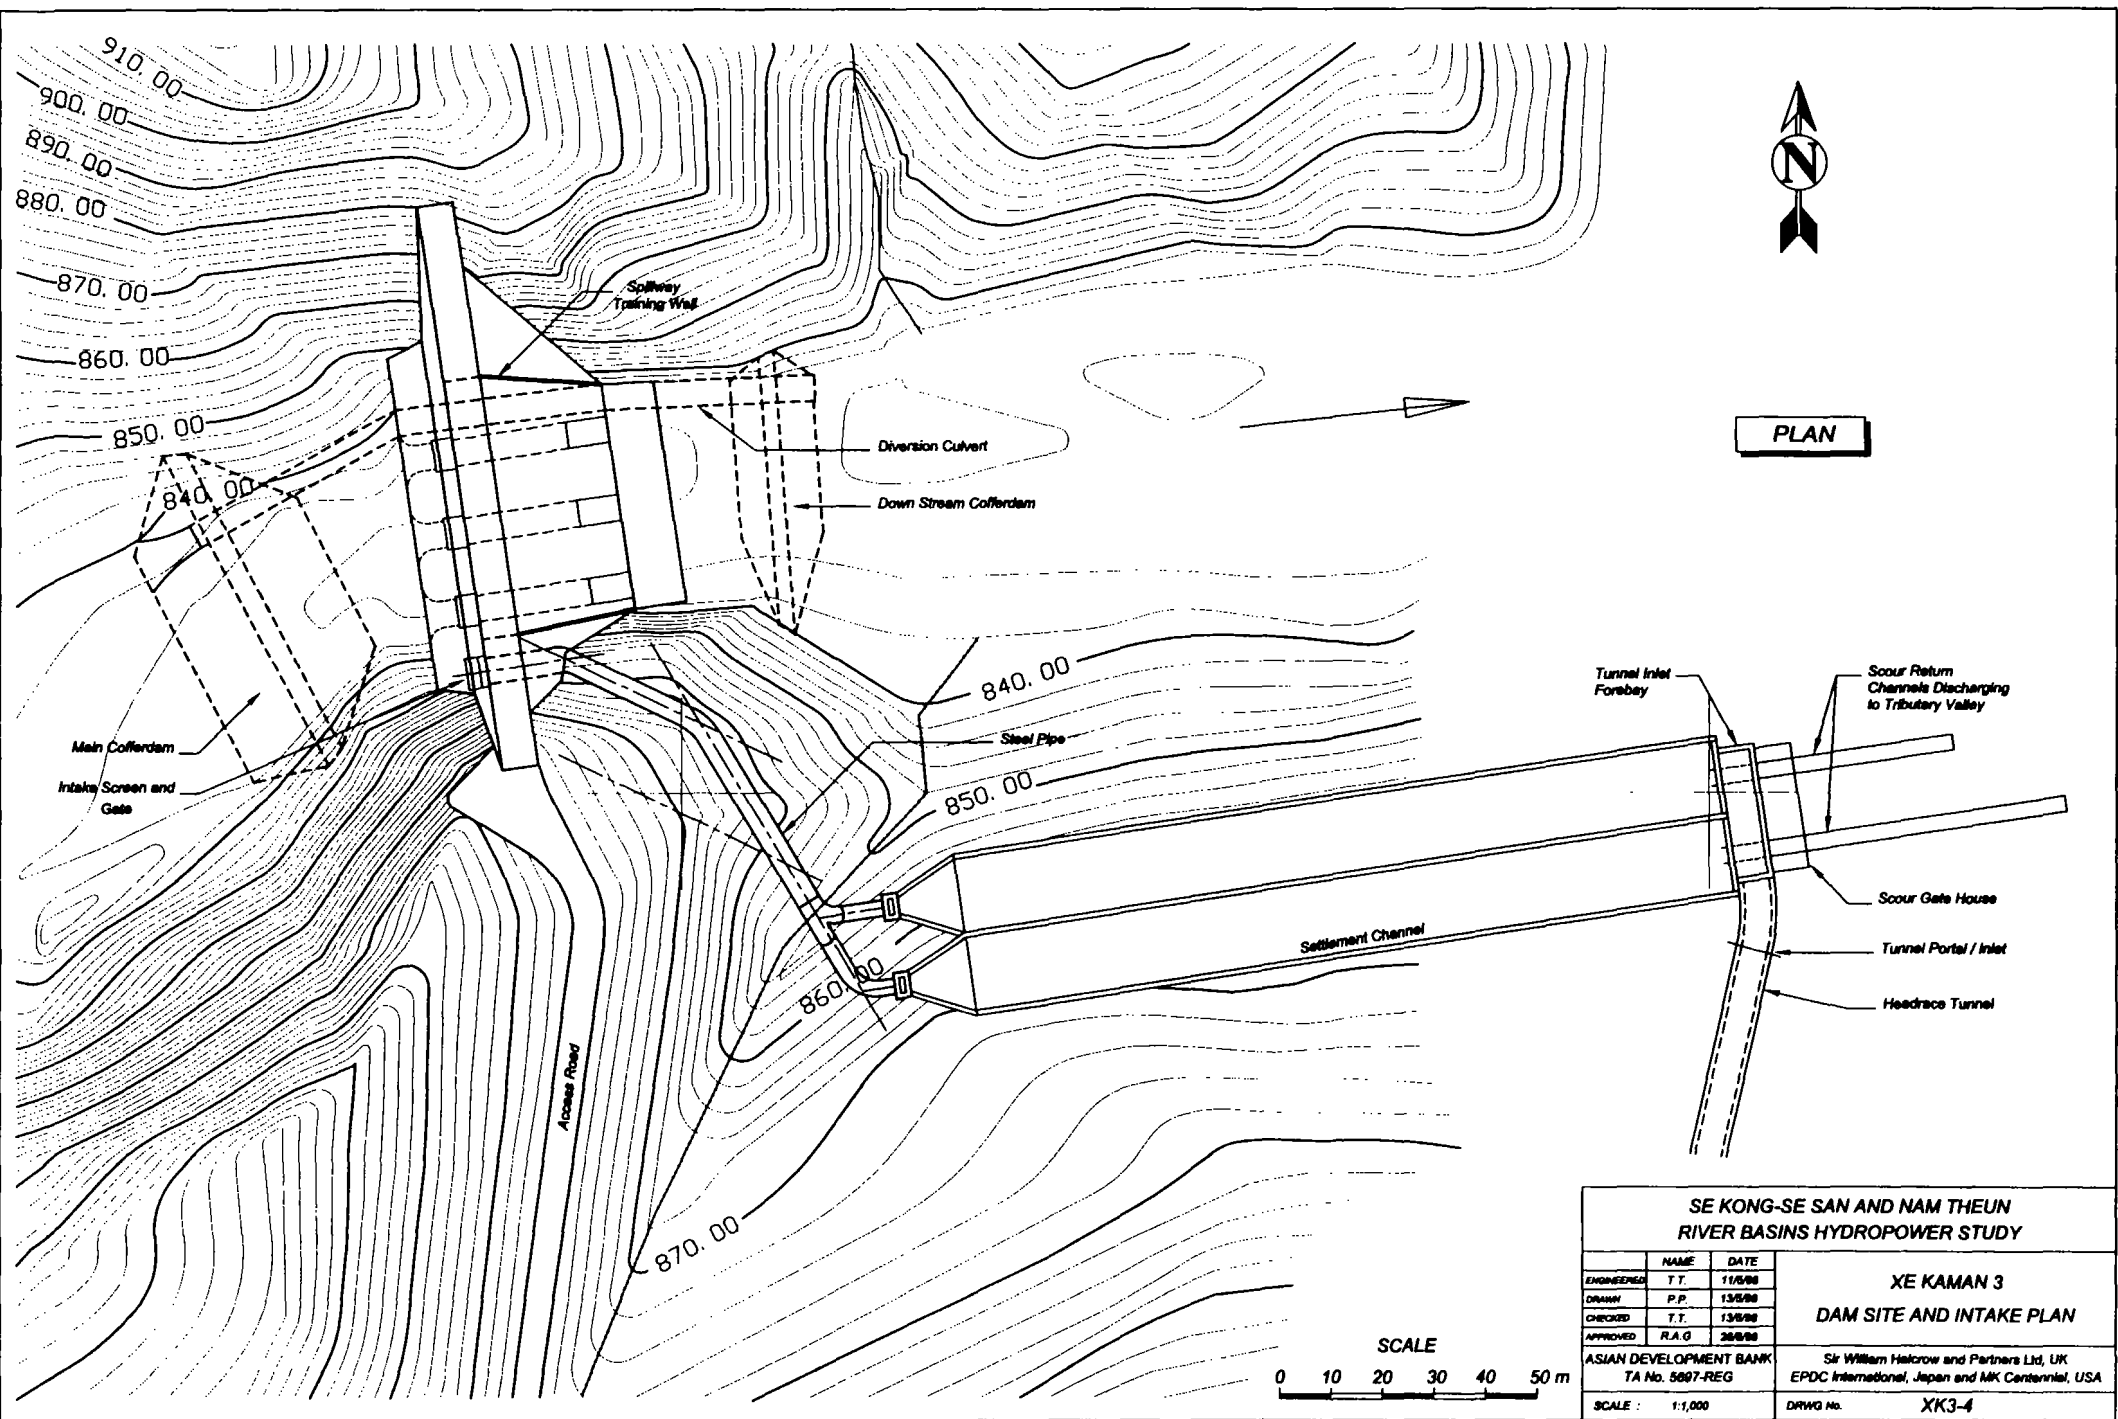 910.00
900.00
890.00
880.00
870.00
860.00
850.00
840.00
Spillway
Training Wall
N
PLAN
Diversion Culvert
Down Stream Cofferdam
840.00
850.00
860.00
870.00
Main Cofferdam
Intake Screen and
Gate
Steel Pipe
Access Road
Settlement Channel
Tunnel Inlet
Forebay
Scour Return
Channels Discharging
to Tributary Valley
Scour Gate House
Tunnel Portal / Inlet
Headrace Tunnel
SCALE
0 10 20 30 40 50 m
SE KONG-SE SAN AND NAM THEUN
RIVER BASINS HYDROPOWER STUDY
NAME DATE
ENGINEERED T.T.
DRAWN P.P.
CHECKED T.T.
APPROVED R.A.G
XE KAMAN 3
DAM SITE AND INTAKE PLAN
ASIAN DEVELOPMENT BANK
TA No. 5697-REG
Sir William Halcrow and Partners Ltd, UK
EPDC International, Japan and MK Centennial, USA
SCALE : 1:1,000
DRWG No. XK3-4